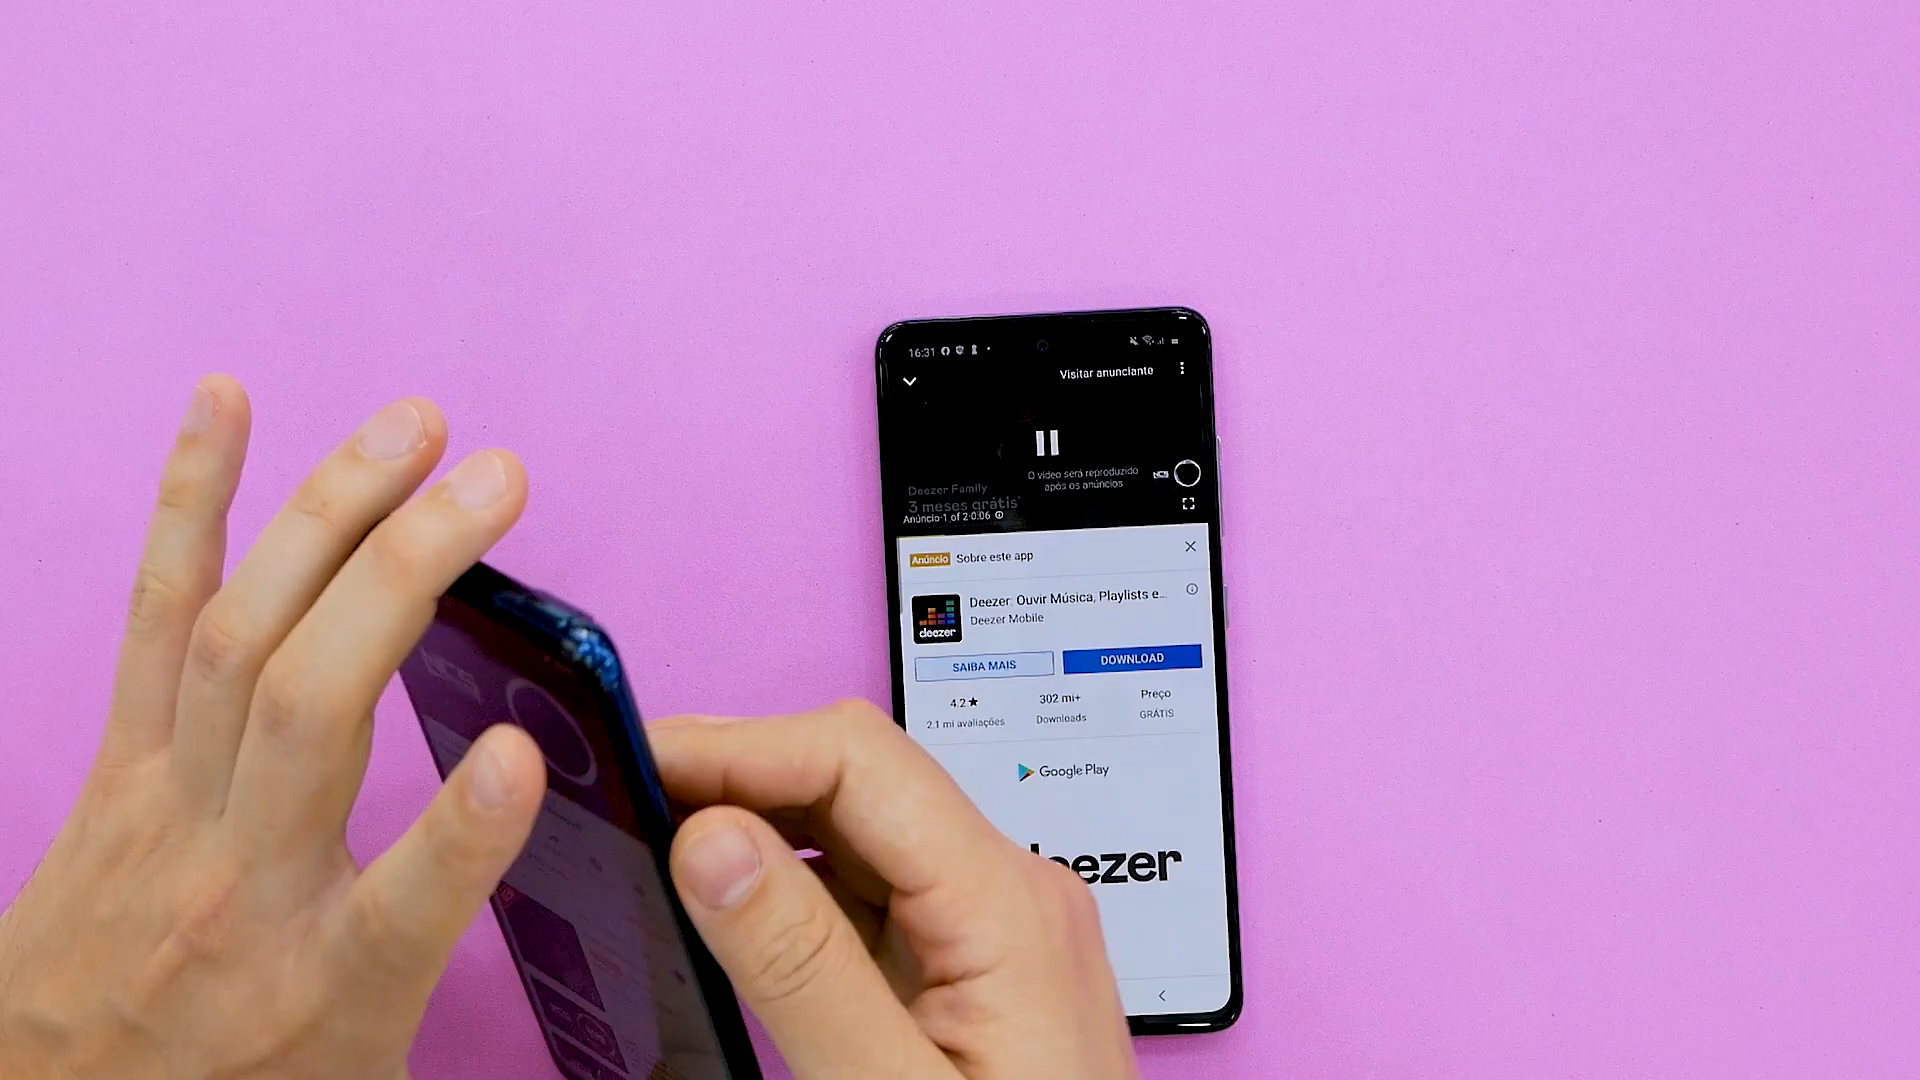 16:31
Visitar anunciante
O vídeo será reproduzido
após os anúncios
NCS
Deezer Family
3 meses grátis*
Anúncio 1 of 2·0:06
Anúncio Sobre este app
Deezer: Ouvir Música, Playlists e...
Deezer Mobile
deezer
SAIBA MAIS
DOWNLOAD
4.2★
302 mi+
Preço
2,1 mi avaliações
Downloads
GRÁTIS
Google Play
eezer